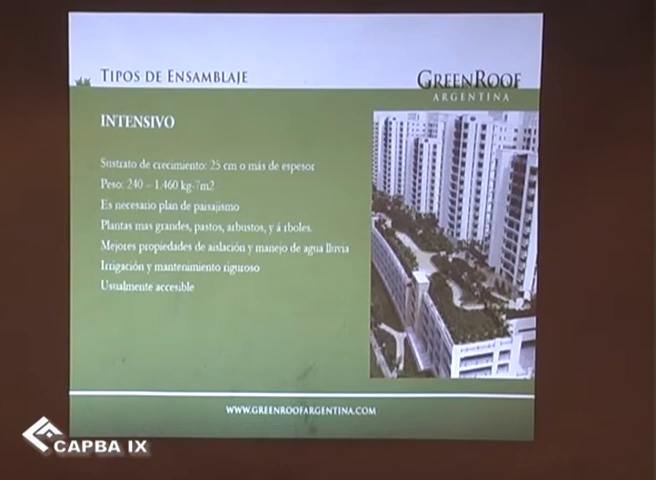 TIPOS DE ENSAMBLAJE
GREENROOF
ARGENTINA
INTENSIVO
Sustrato de crecimiento: 25 cm o más de espesor
Peso: 240 – 1.460 kg-7m2
Es necesario plan de paisajismo
Plantas mas grandes, pastos, arbustos, y á rboles.
Mejores propiedades de aislación y manejo de agua lluvia
Irrigación y mantenimiento riguroso
Usualmente accesible
WWW.GREENROOFARGENTINA.COM
CAPBA IX